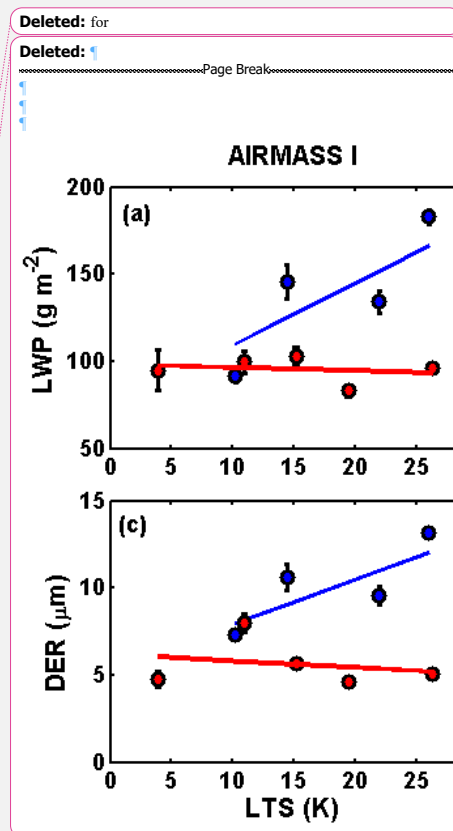 Deleted: for
Deleted: ¶
Page Break
¶
¶
¶
AIRMASS I
(a)
LWP (g m⁻²)
200
150
100
50
0 5 10 15 20 25
(c)
DER (μm)
15
10
5
0
0 5 10 15 20 25
LTS (K)